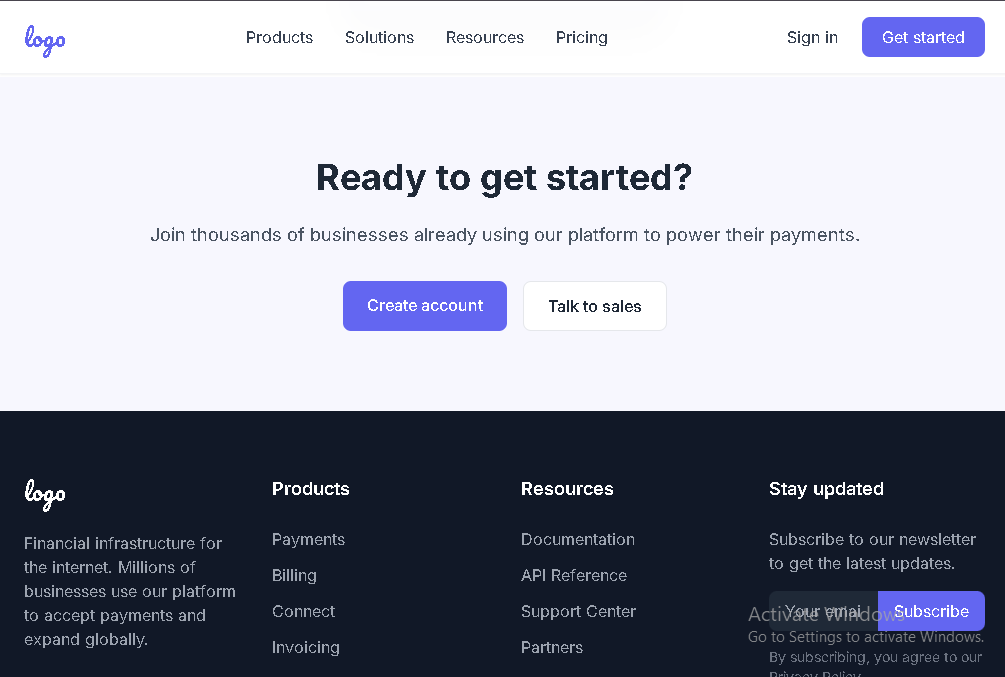 logo
Products Solutions Resources Pricing
Sign in Get started
Ready to get started?
Join thousands of businesses already using our platform to power their payments.
Create account Talk to sales
logo
Financial infrastructure for
the internet. Millions of
businesses use our platform
to accept payments and
expand globally.
Products
Payments
Billing
Connect
Invoicing
Resources
Documentation
API Reference
Support Center
Partners
Stay updated
Subscribe to our newsletter
to get the latest updates.
Your emai Subscribe
Activate Windows
Go to Settings to activate Windows.
By subscribing, you agree to our
Privacy Policy